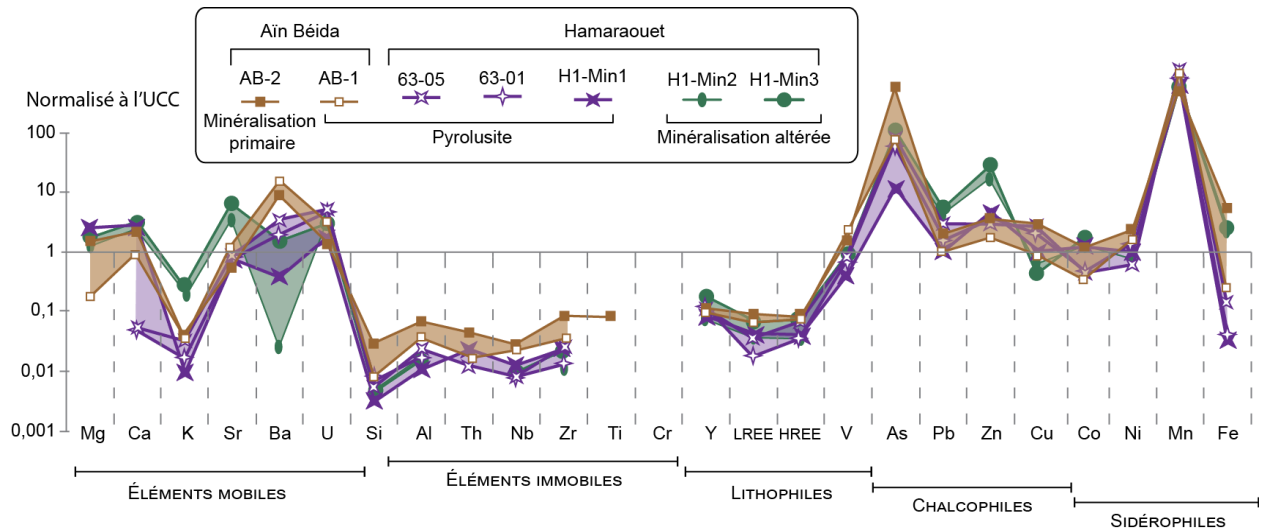 Aïn Béida Hamaraouet
AB-2 AB-1 63-05 63-01 H1-Min1 H1-Min2 H1-Min3
Minéralisation
primaire
Pyrolusite
Minéralisation altérée
Normalisé à l’UCC
100
10
1
0,1
0,01
0,001
Mg Ca K Sr Ba U Si Al Th Nb Zr Ti Cr Y LREE HREE V As Pb Zn Cu Co Ni Mn Fe
ÉLÉMENTS MOBILES
ÉLÉMENTS IMMOBILES
LITHOPHILES
CHALCOPHILES
SIDÉROPHILES